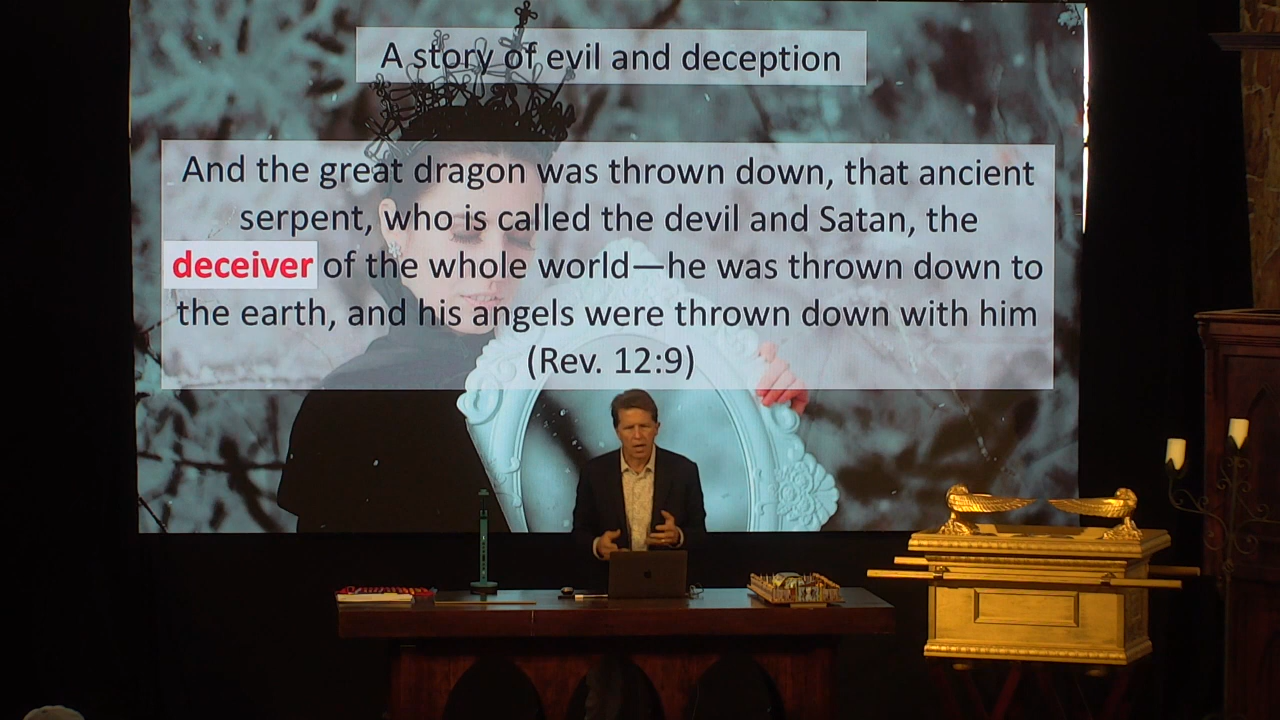 A story of evil and deception
And the great dragon was thrown down, that ancient
serpent, who is called the devil and Satan, the
deceiver of the whole world—he was thrown down to
the earth, and his angels were thrown down with him
(Rev. 12:9)